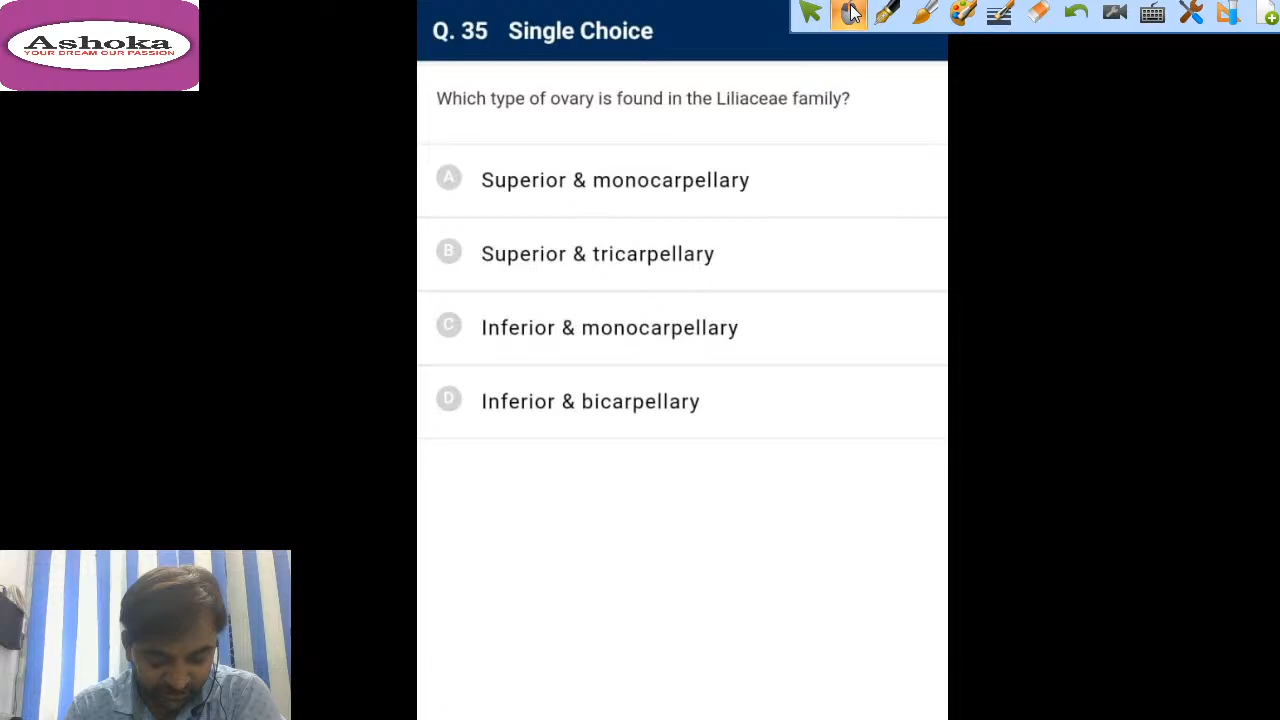 Ashoka
YOUR DREAM OUR PASSION
Q. 35 Single Choice
Which type of ovary is found in the Liliaceae family?
A Superior & monocarpellary
B Superior & tricarpellary
C Inferior & monocarpellary
D Inferior & bicarpellary